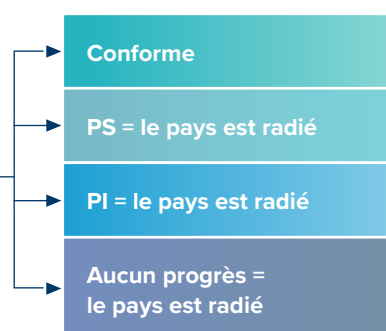 Conforme
PS = le pays est radié
PI = le pays est radié
Aucun progrès =
le pays est radié